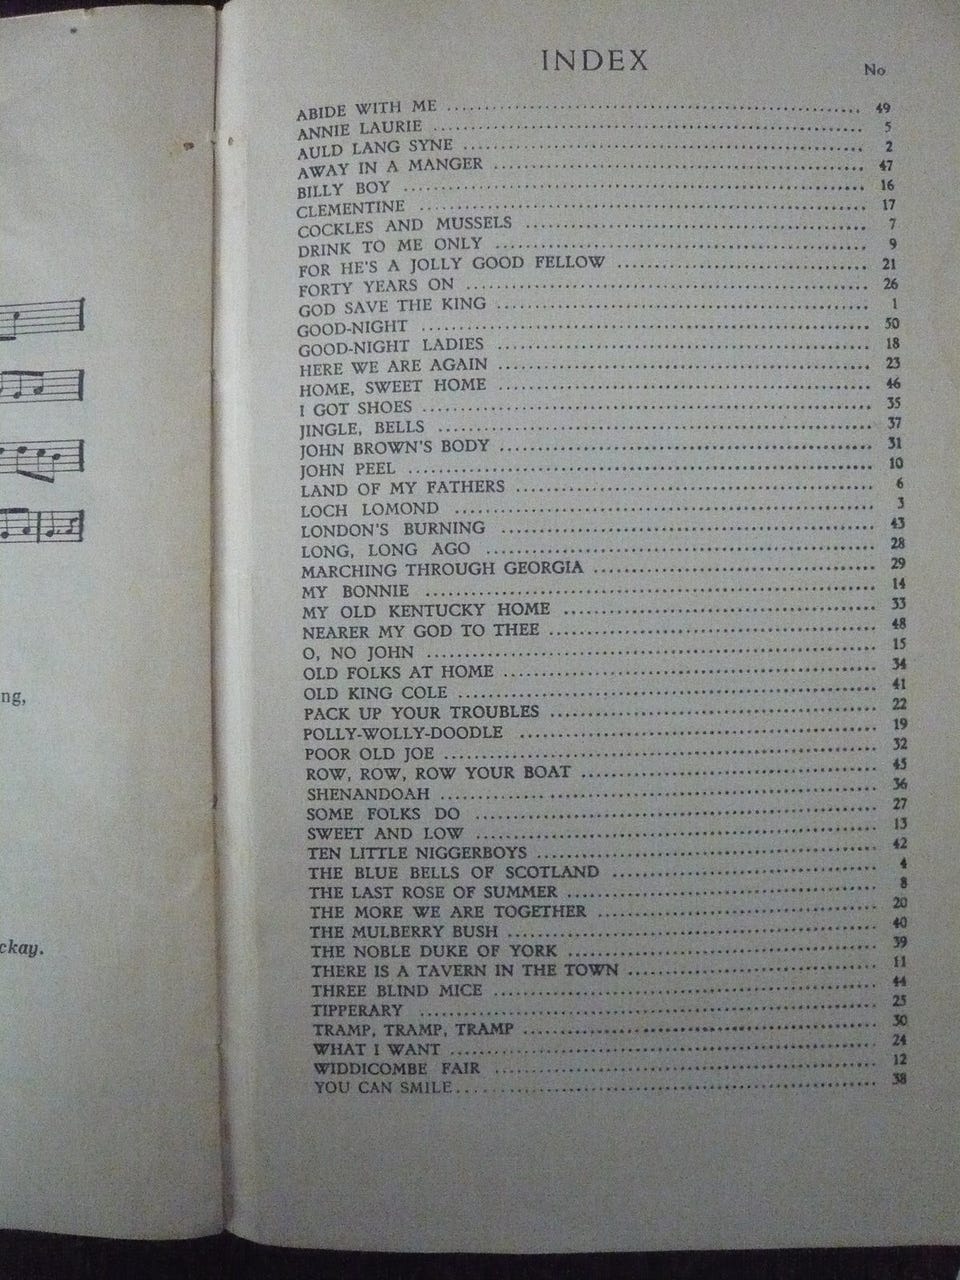 ng,
ckay.
INDEX
No
ABIDE WITH ME 49
ANNIE LAURIE 5
AULD LANG SYNE 2
AWAY IN A MANGER 47
BILLY BOY 16
CLEMENTINE 17
COCKLES AND MUSSELS 7
DRINK TO ME ONLY 9
FOR HE'S A JOLLY GOOD FELLOW 21
FORTY YEARS ON 26
GOD SAVE THE KING 1
GOOD-NIGHT 50
GOOD-NIGHT LADIES 18
HERE WE ARE AGAIN 23
HOME, SWEET HOME 46
I GOT SHOES 35
JINGLE, BELLS 37
JOHN BROWN'S BODY 31
JOHN PEEL 10
LAND OF MY FATHERS 6
LOCH LOMOND 3
LONDON'S BURNING 43
LONG, LONG AGO 28
MARCHING THROUGH GEORGIA 29
MY BONNIE 14
MY OLD KENTUCKY HOME 33
NEARER MY GOD TO THEE 48
O, NO JOHN 15
OLD FOLKS AT HOME 34
OLD KING COLE 41
PACK UP YOUR TROUBLES 22
POLLY-WOLLY-DOODLE 19
POOR OLD JOE 32
ROW, ROW, ROW YOUR BOAT 45
SHENANDOAH 36
SOME FOLKS DO 27
SWEET AND LOW 13
TEN LITTLE NIGGERBOYS 42
THE BLUE BELLS OF SCOTLAND 4
THE LAST ROSE OF SUMMER 8
THE MORE WE ARE TOGETHER 20
THE MULBERRY BUSH 40
THE NOBLE DUKE OF YORK 39
THERE IS A TAVERN IN THE TOWN 11
THREE BLIND MICE 44
TIPPERARY 25
TRAMP, TRAMP, TRAMP 30
WHAT I WANT 24
WIDDICOMBE FAIR 12
YOU CAN SMILE 38